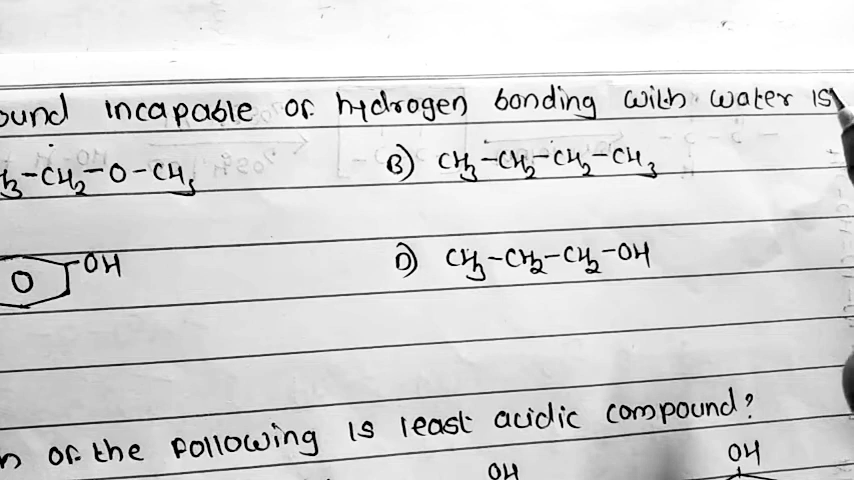 ound incapable of hydrogen bonding with water is
H₃-CH₂-O-CH₃ B) CH₃-CH₂-CH₂-CH₃
O OH D) CH₃-CH₂-CH₂-OH
of the following is least acidic compound?
OH OH